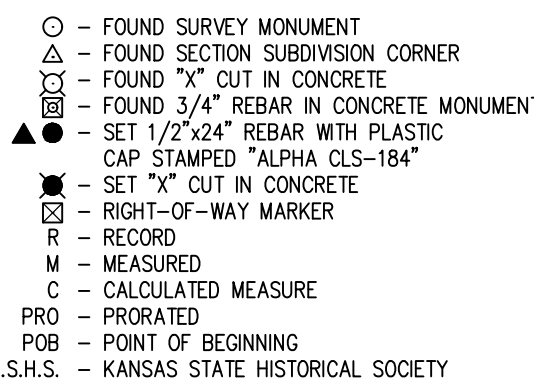 – FOUND SURVEY MONUMENT
– FOUND SECTION SUBDIVISION CORNER
– FOUND "X" CUT IN CONCRETE
– FOUND 3/4" REBAR IN CONCRETE MONUMENT
– SET 1/2"x24" REBAR WITH PLASTIC
CAP STAMPED "ALPHA CLS–184"
– SET "X" CUT IN CONCRETE
– RIGHT–OF–WAY MARKER
R – RECORD
M – MEASURED
C – CALCULATED MEASURE
PRO – PRORATED
POB – POINT OF BEGINNING
.S.H.S. – KANSAS STATE HISTORICAL SOCIETY